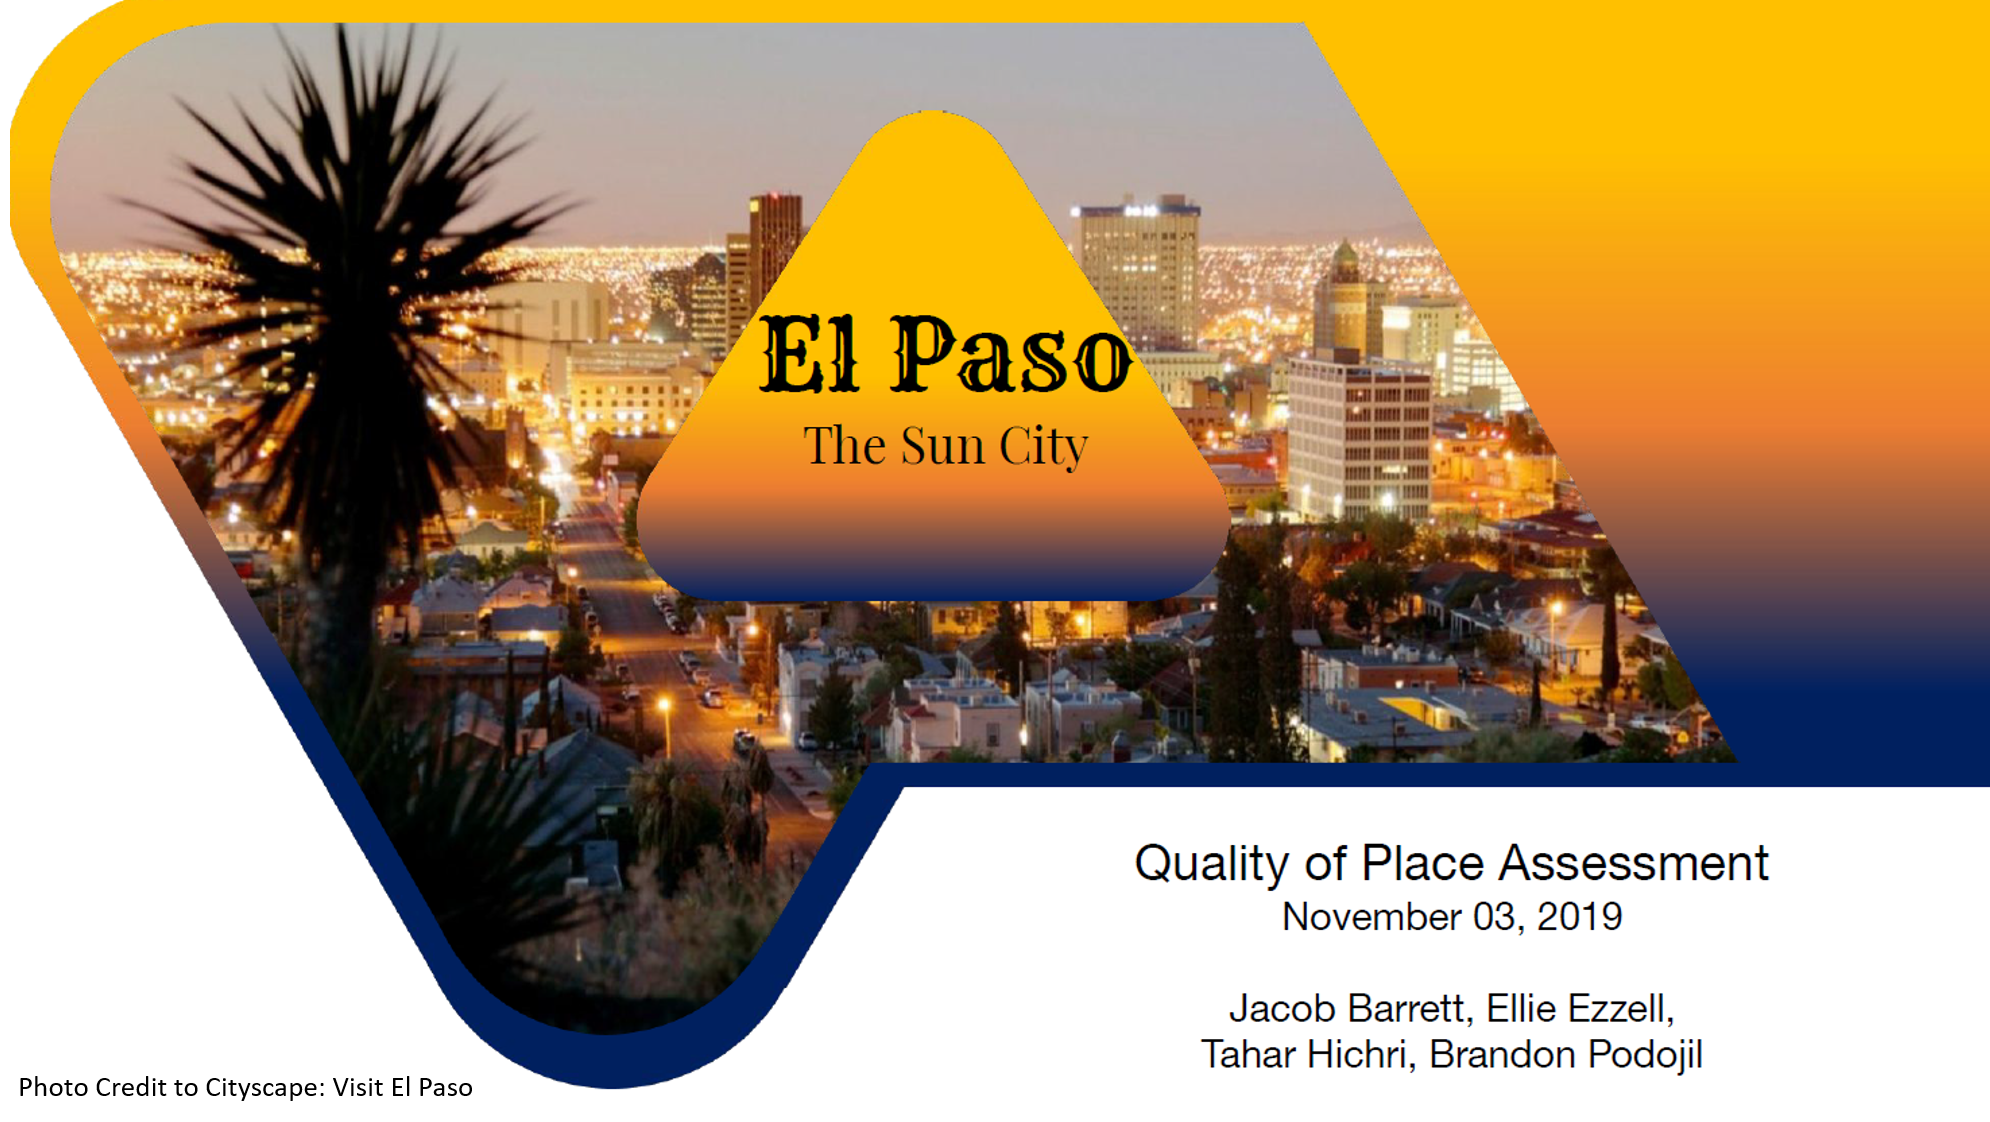 El Paso
The Sun City
Quality of Place Assessment
November 03, 2019
Jacob Barrett, Ellie Ezzell,
Tahar Hichri, Brandon Podojil
Photo Credit to Cityscape: Visit El Paso